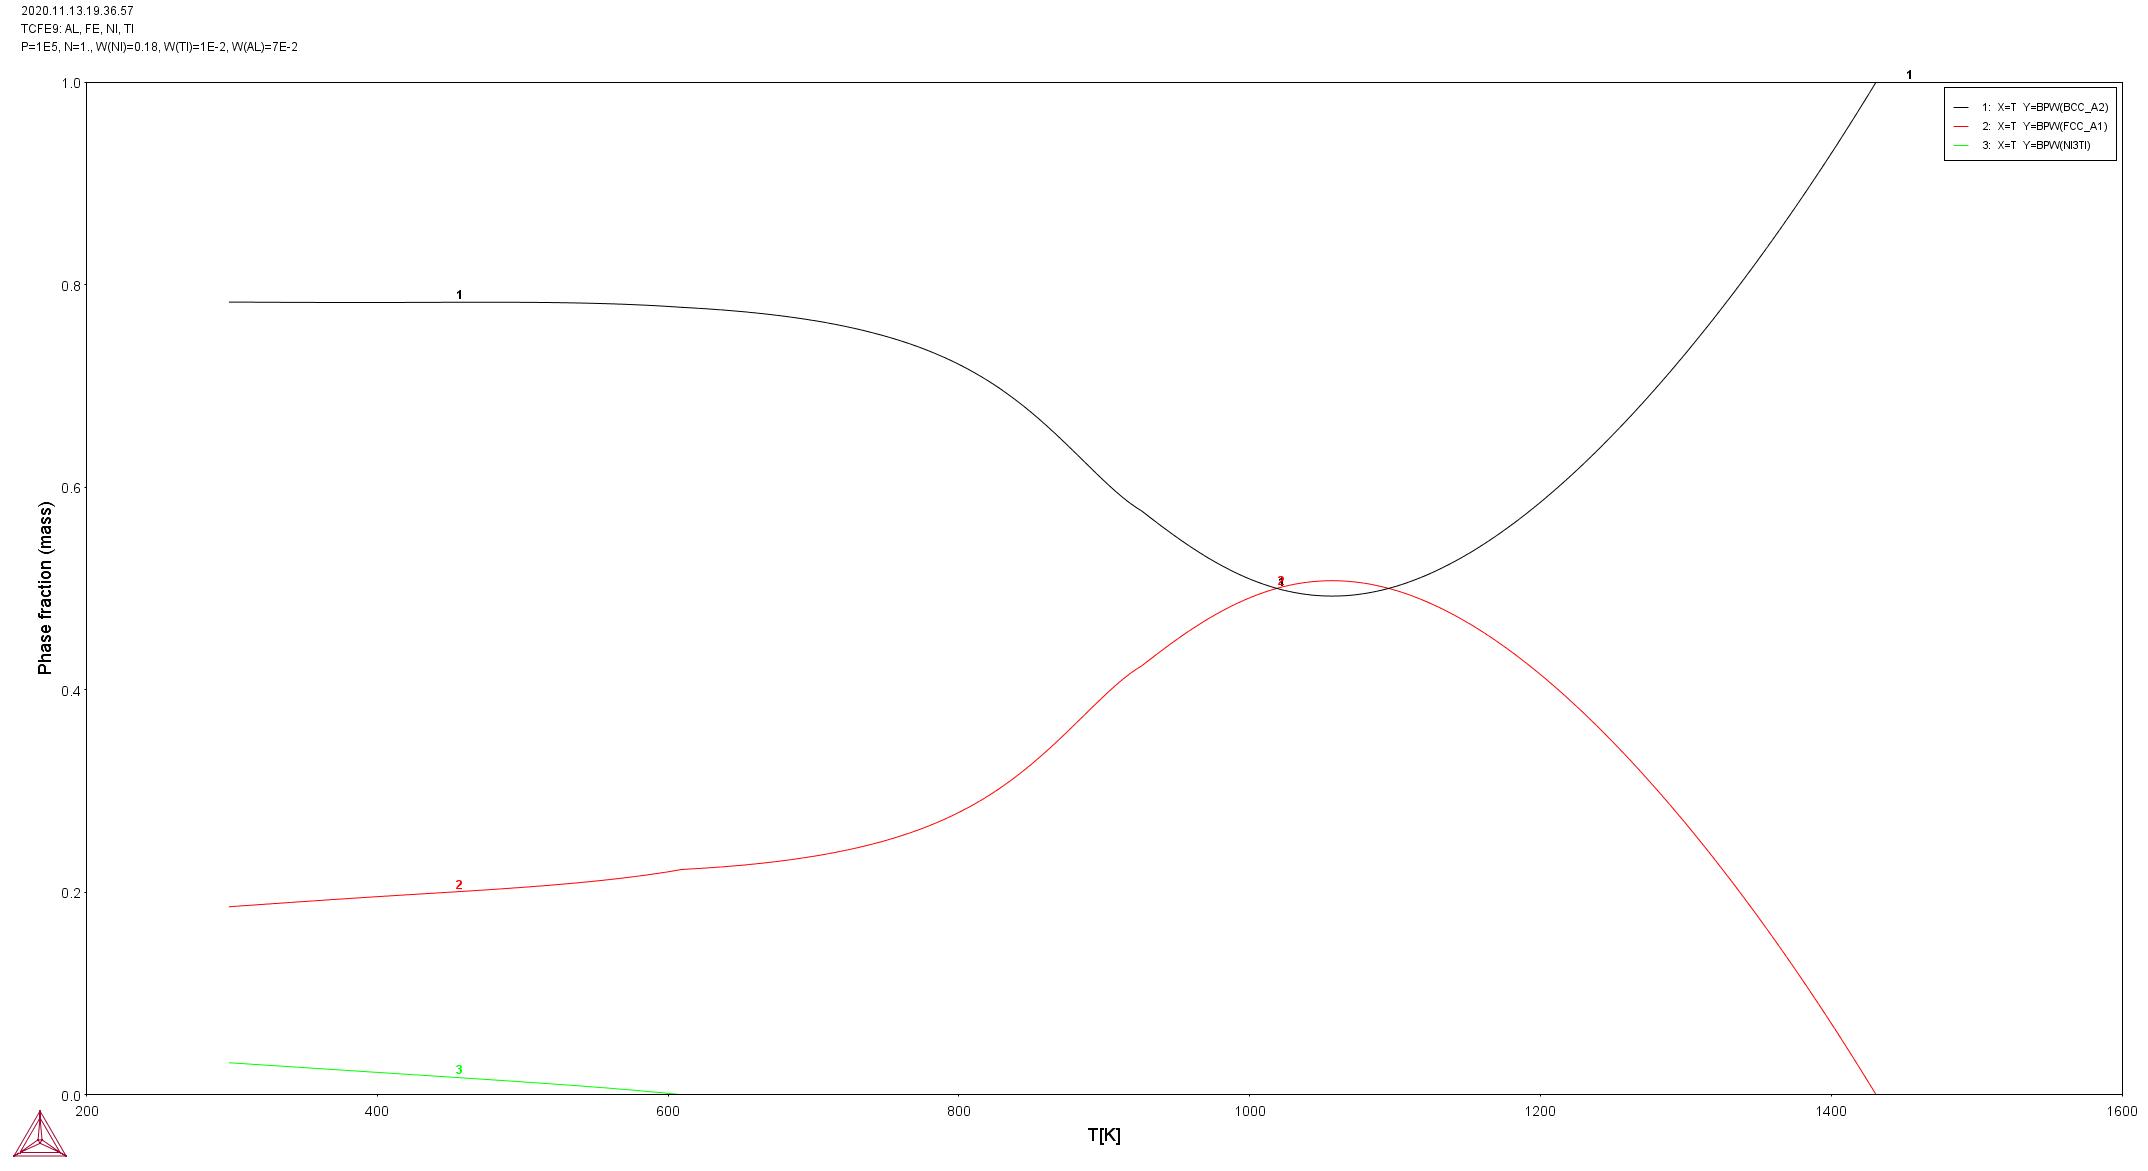 2020.11.13.19.36.57
TCFE9: AL, FE, NI, TI
P=1E5, N=1., W(NI)=0.18, W(TI)=1E-2, W(AL)=7E-2
1
1: X=T Y=BPW(BCC_A2)
2: X=T Y=BPW(FCC_A1)
3: X=T Y=BPW(NI3TI)
1.0
0.8
0.6
0.4
0.2
0.0
Phase fraction (mass)
1
2
3
200
400
600
800
1000
1200
1400
1600
T[K]